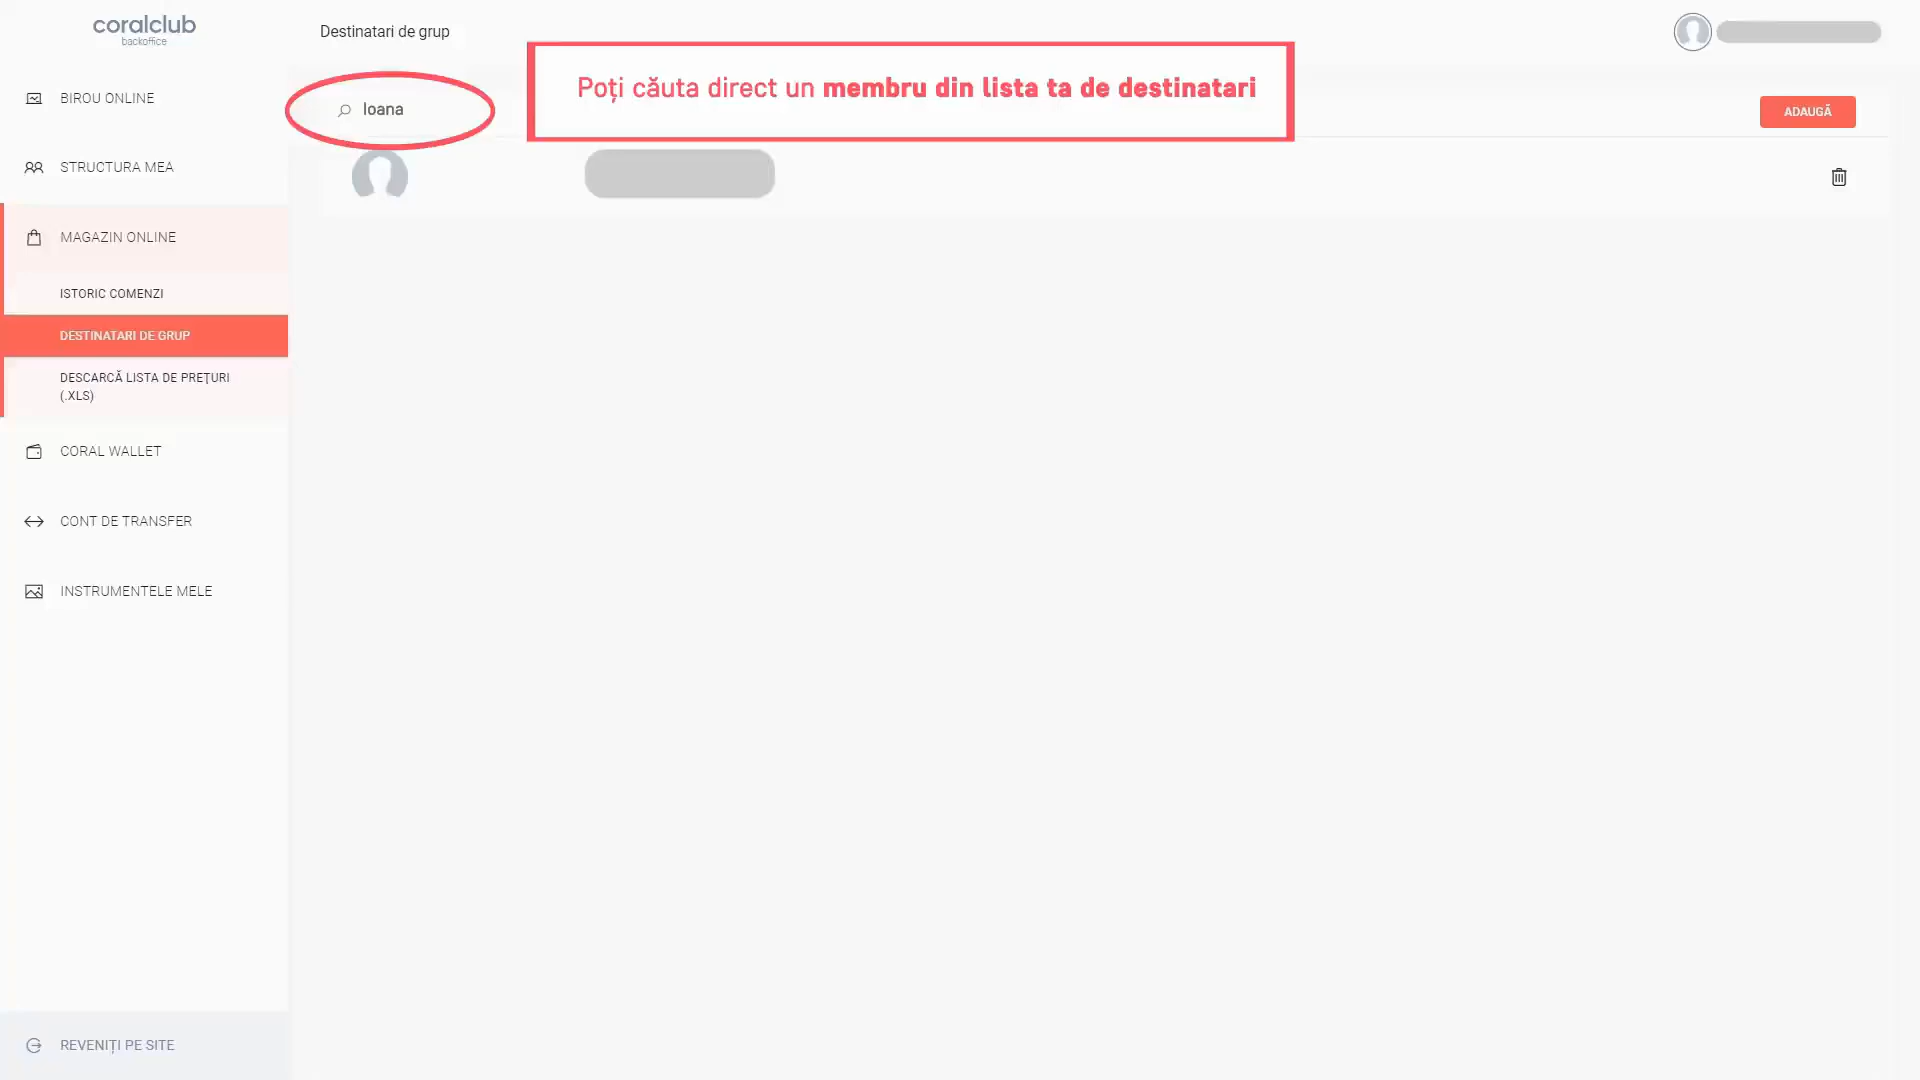 coralclub
backoffice
Destinatari de grup
Poți căuta direct un membru din lista ta de destinatari
Ioana
ADAUGĂ
BIROU ONLINE
STRUCTURA MEA
MAGAZIN ONLINE
ISTORIC COMENZI
DESTINATARI DE GRUP
DESCARCĂ LISTA DE PREȚURI
(.XLS)
CORAL WALLET
CONT DE TRANSFER
INSTRUMENTELE MELE
REVENIȚI PE SITE